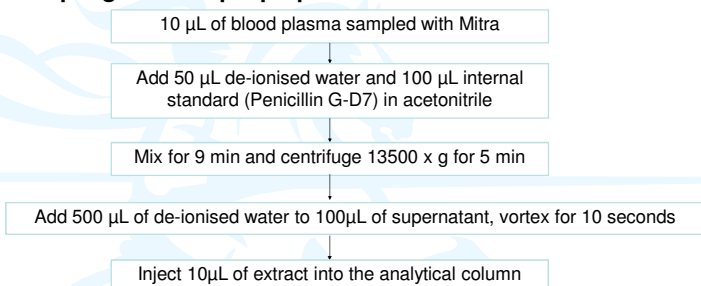 10 µL of blood plasma sampled with Mitra
Add 50 µL de-ionised water and 100 µL internal
standard (Penicillin G-D7) in acetonitrile
Mix for 9 min and centrifuge 13500 x g for 5 min
Add 500 µL of de-ionised water to 100µL of supernatant, vortex for 10 seconds
Inject 10µL of extract into the analytical column